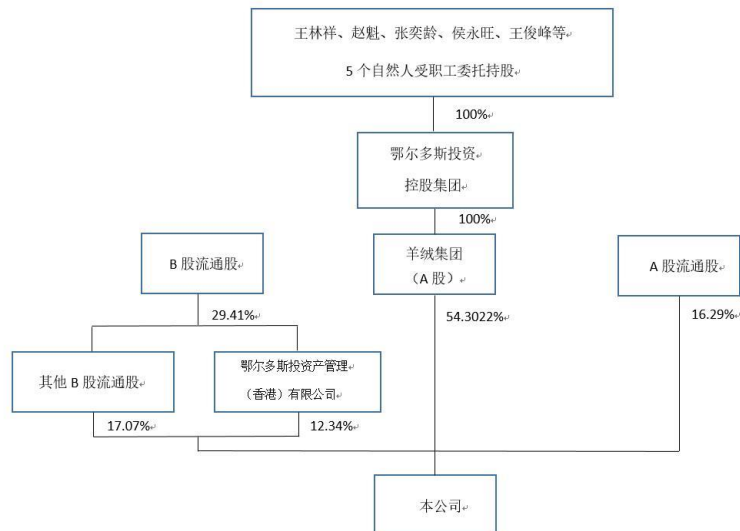 王林祥、赵魁、张奕龄、侯永旺、王俊峰等
5 个自然人受职工委托持股
100%
鄂尔多斯投资
控股集团
100%
B 股流通股
羊绒集团
（A 股）
A 股流通股
29.41%
54.3022%
16.29%
其他 B 股流通股
鄂尔多斯投资产管理
（香港）有限公司
17.07%
12.34%
本公司